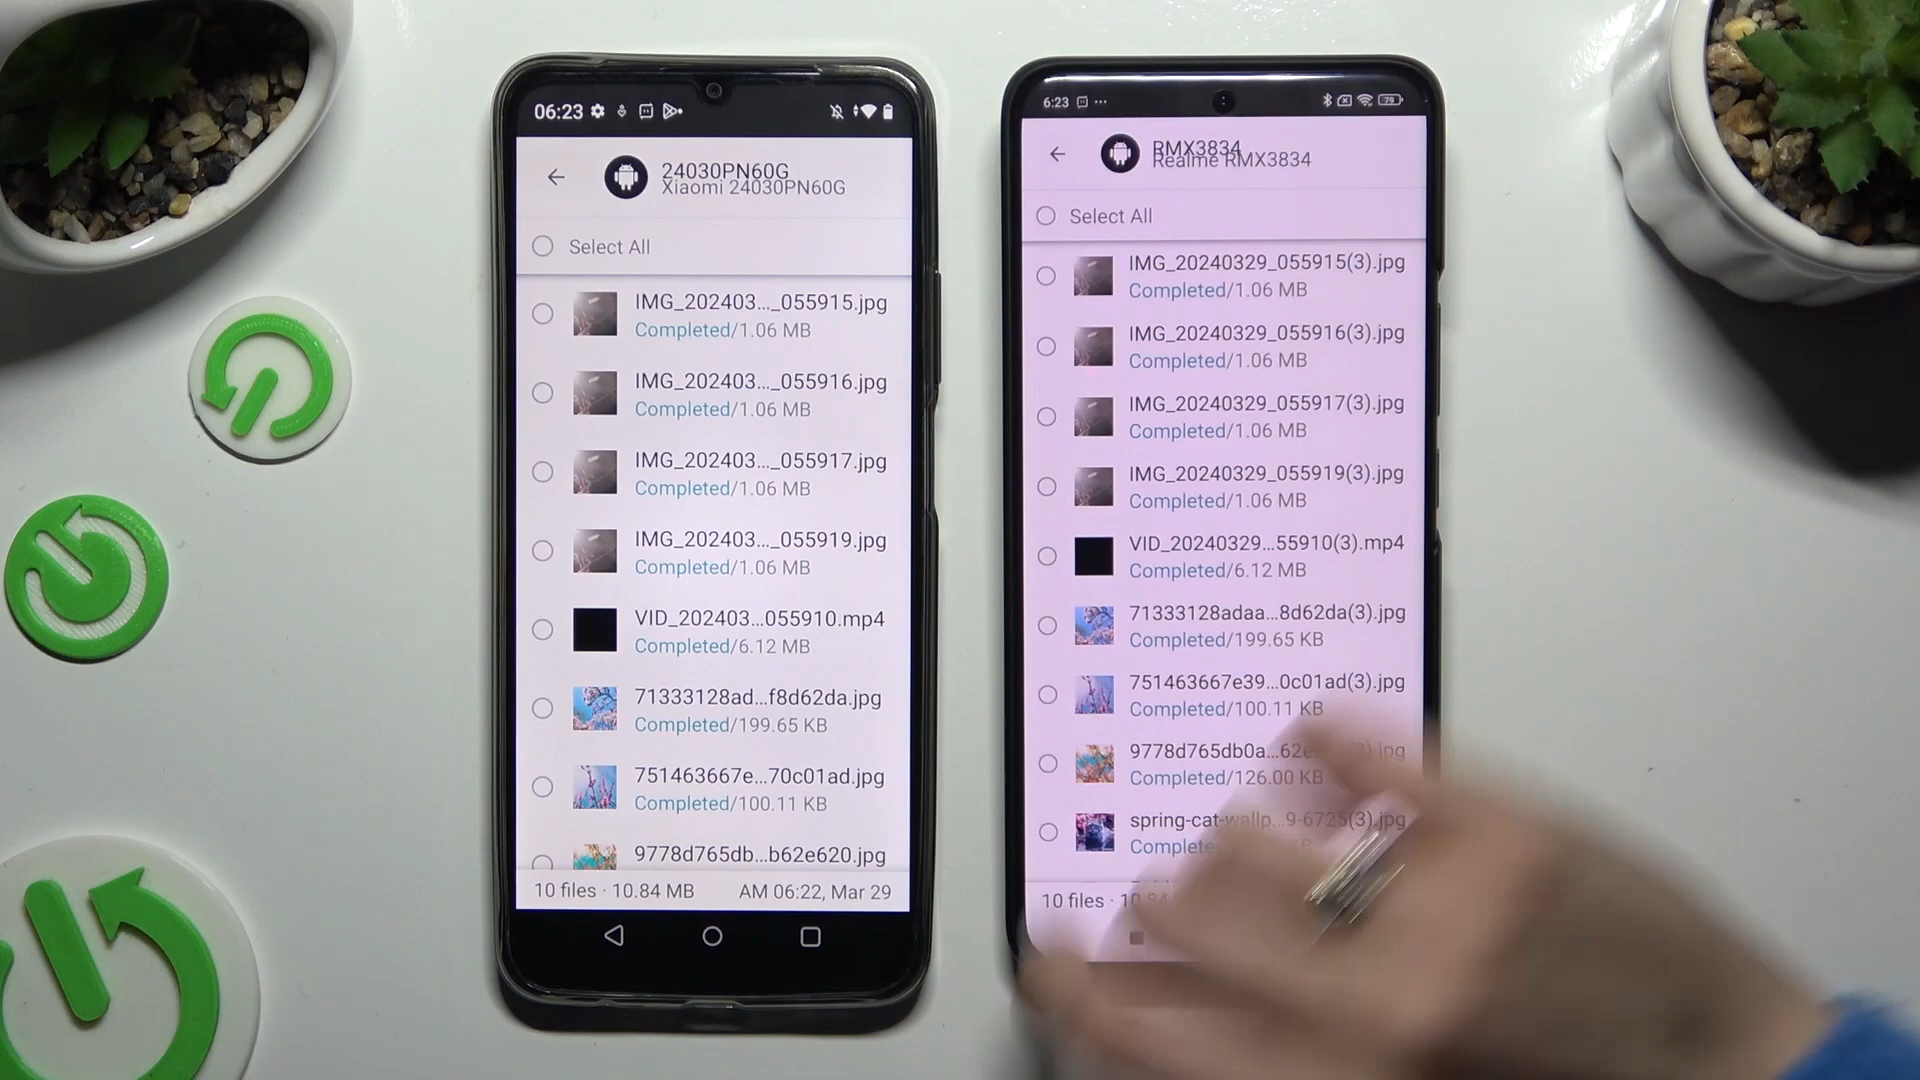 06:23
24030PN60G
Xiaomi 24030PN60G
Select All
IMG_202403..._055915.jpg
Completed/1.06 MB
IMG_202403..._055916.jpg
Completed/1.06 MB
IMG_202403..._055917.jpg
Completed/1.06 MB
IMG_202403..._055919.jpg
Completed/1.06 MB
VID_202403...055910.mp4
Completed/6.12 MB
71333128ad...f8d62da.jpg
Completed/199.65 KB
751463667e...70c01ad.jpg
Completed/100.11 KB
9778d765db...b62e620.jpg
10 files · 10.84 MB AM 06:22, Mar 29
6:23 79
RMX3834
Realme RMX3834
Select All
IMG_20240329_055915(3).jpg
Completed/1.06 MB
IMG_20240329_055916(3).jpg
Completed/1.06 MB
IMG_20240329_055917(3).jpg
Completed/1.06 MB
IMG_20240329_055919(3).jpg
Completed/1.06 MB
VID_20240329...55910(3).mp4
Completed/6.12 MB
71333128adaa...8d62da(3).jpg
Completed/199.65 KB
751463667e39...0c01ad(3).jpg
Completed/100.11 KB
Completed/126.00 KB
spring-cat-wallp...9-6725(3).jpg
10 files ·